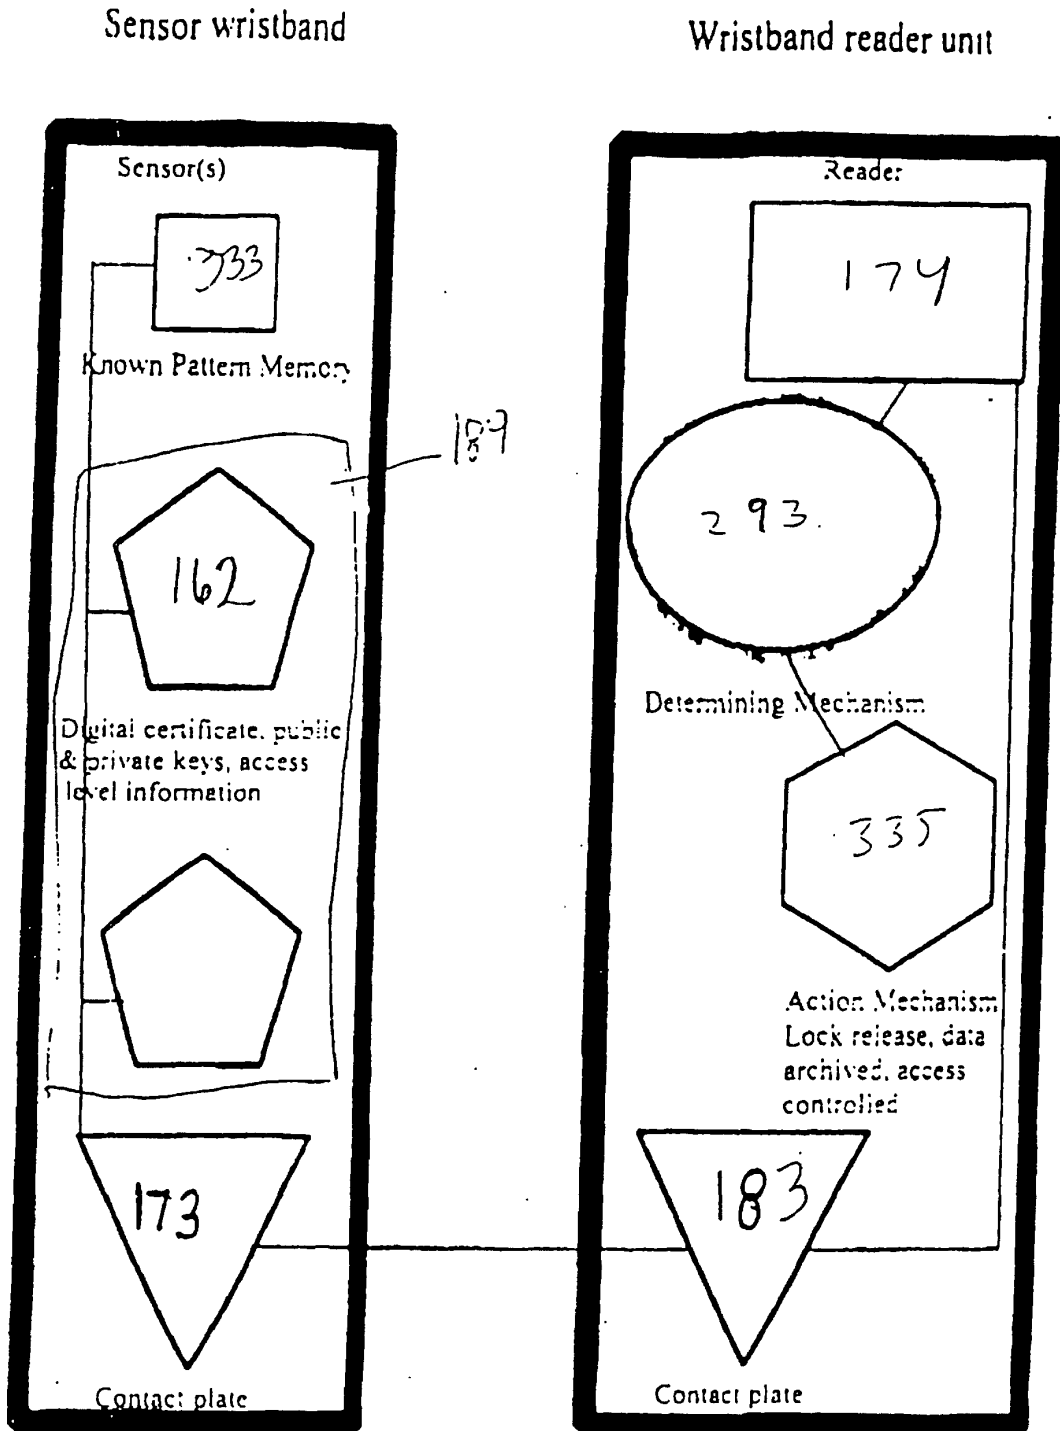 Sensor wristband
Wristband reader unit
Sensor(s)
333
Known Pattern Memory
189
162
Digital certificate, public
& private keys, access
level information
173
Contact plate
Reader
174
293.
Determining Mechanism
335
Action Mechanism
Lock release, data
archived, access
controlled
183
Contact plate